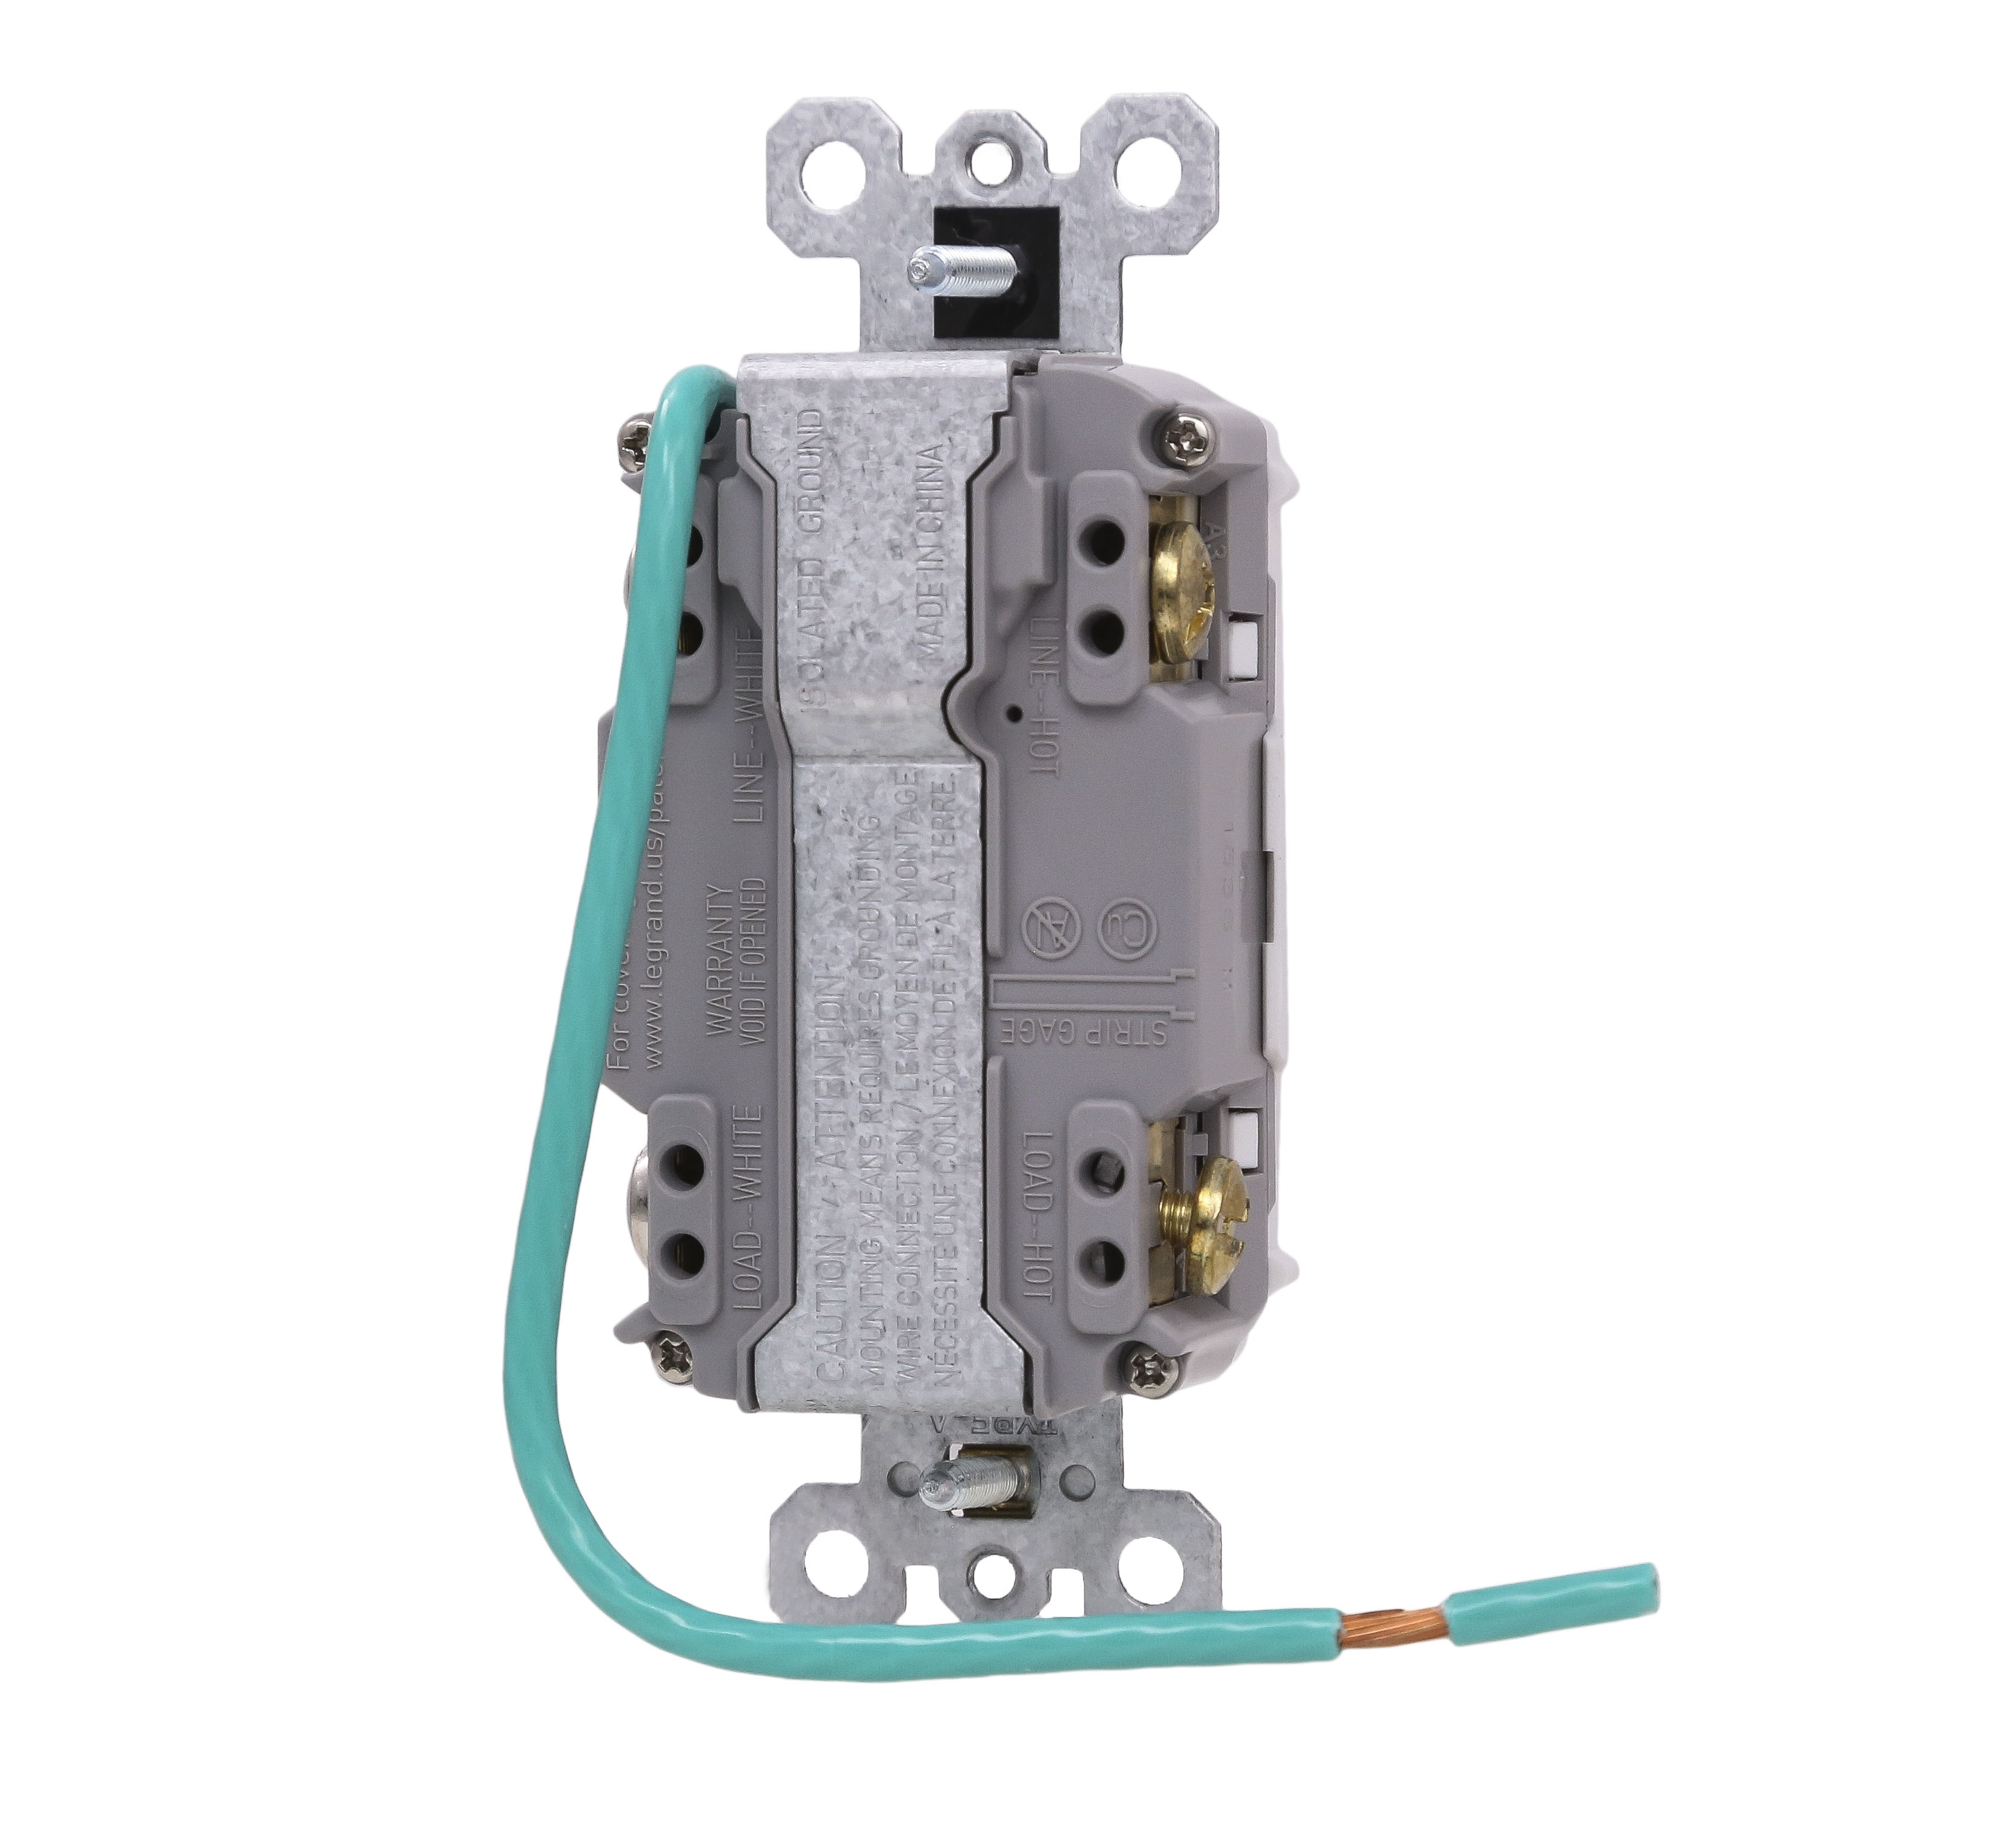 ISOLATED GROUND
MADE IN CHINA
LINE--WHITE
LINE--HOT
www.legrand.us/pat
For cover
WARRANTY
VOID IF OPENED
Cu
STRIP GAGE
LOAD--WHITE
LOAD--HOT
CAUTION / ATTENTION
MOUNTING MEANS REQUIRES GROUNDING
WIRE CONNECTION / LE MOYEN DE MONTAGE
NÉCESSITE UNE CONNEXION DE FIL À LA TERRE.
TYPE A